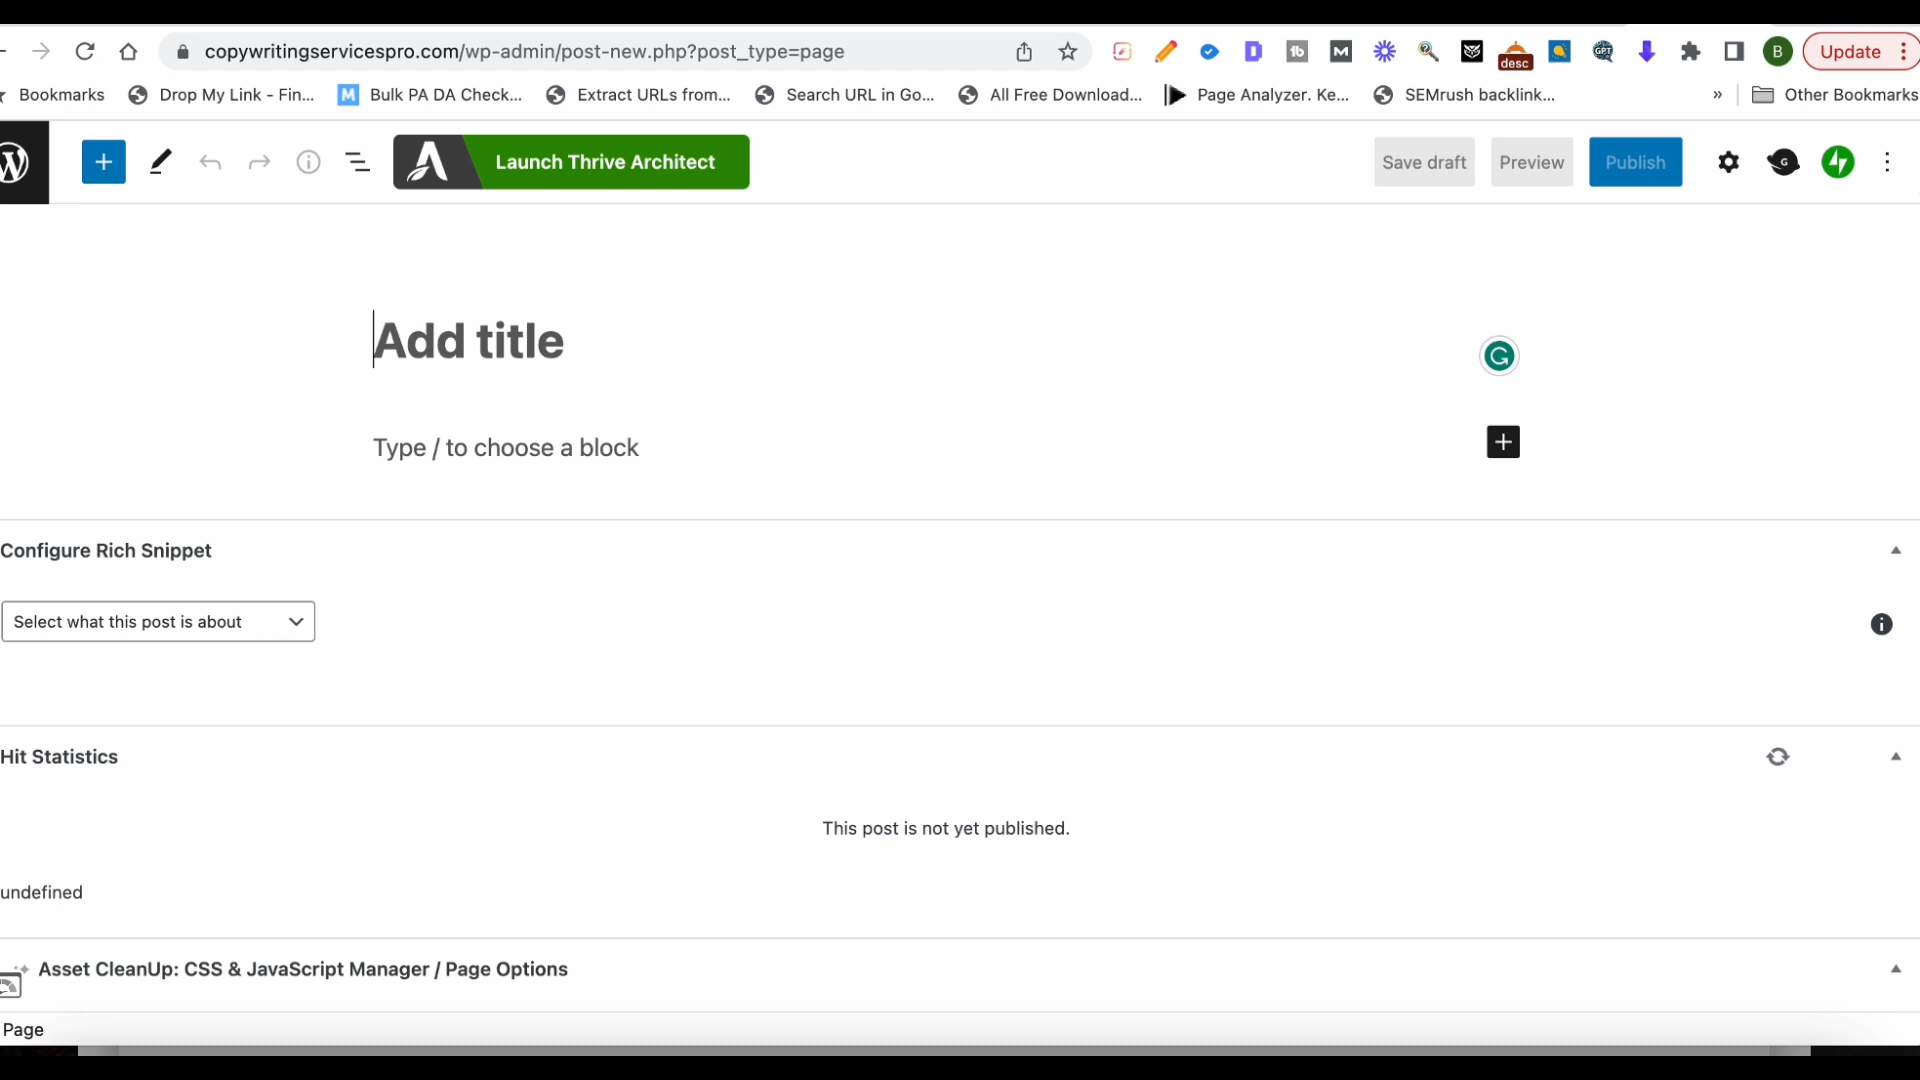 copywritingservicespro.com/wp-admin/post-new.php?post_type=page
desc
GPT
B
Update
Bookmarks
Drop My Link - Fin...
M Bulk PA DA Check...
Extract URLs from...
Search URL in Go...
All Free Download...
Page Analyzer. Ke...
SEMrush backlink...
»
Other Bookmarks
Launch Thrive Architect
Save draft
Preview
Publish
Add title
Type / to choose a block
Configure Rich Snippet
Select what this post is about
Hit Statistics
This post is not yet published.
undefined
Asset CleanUp: CSS & JavaScript Manager / Page Options
Page